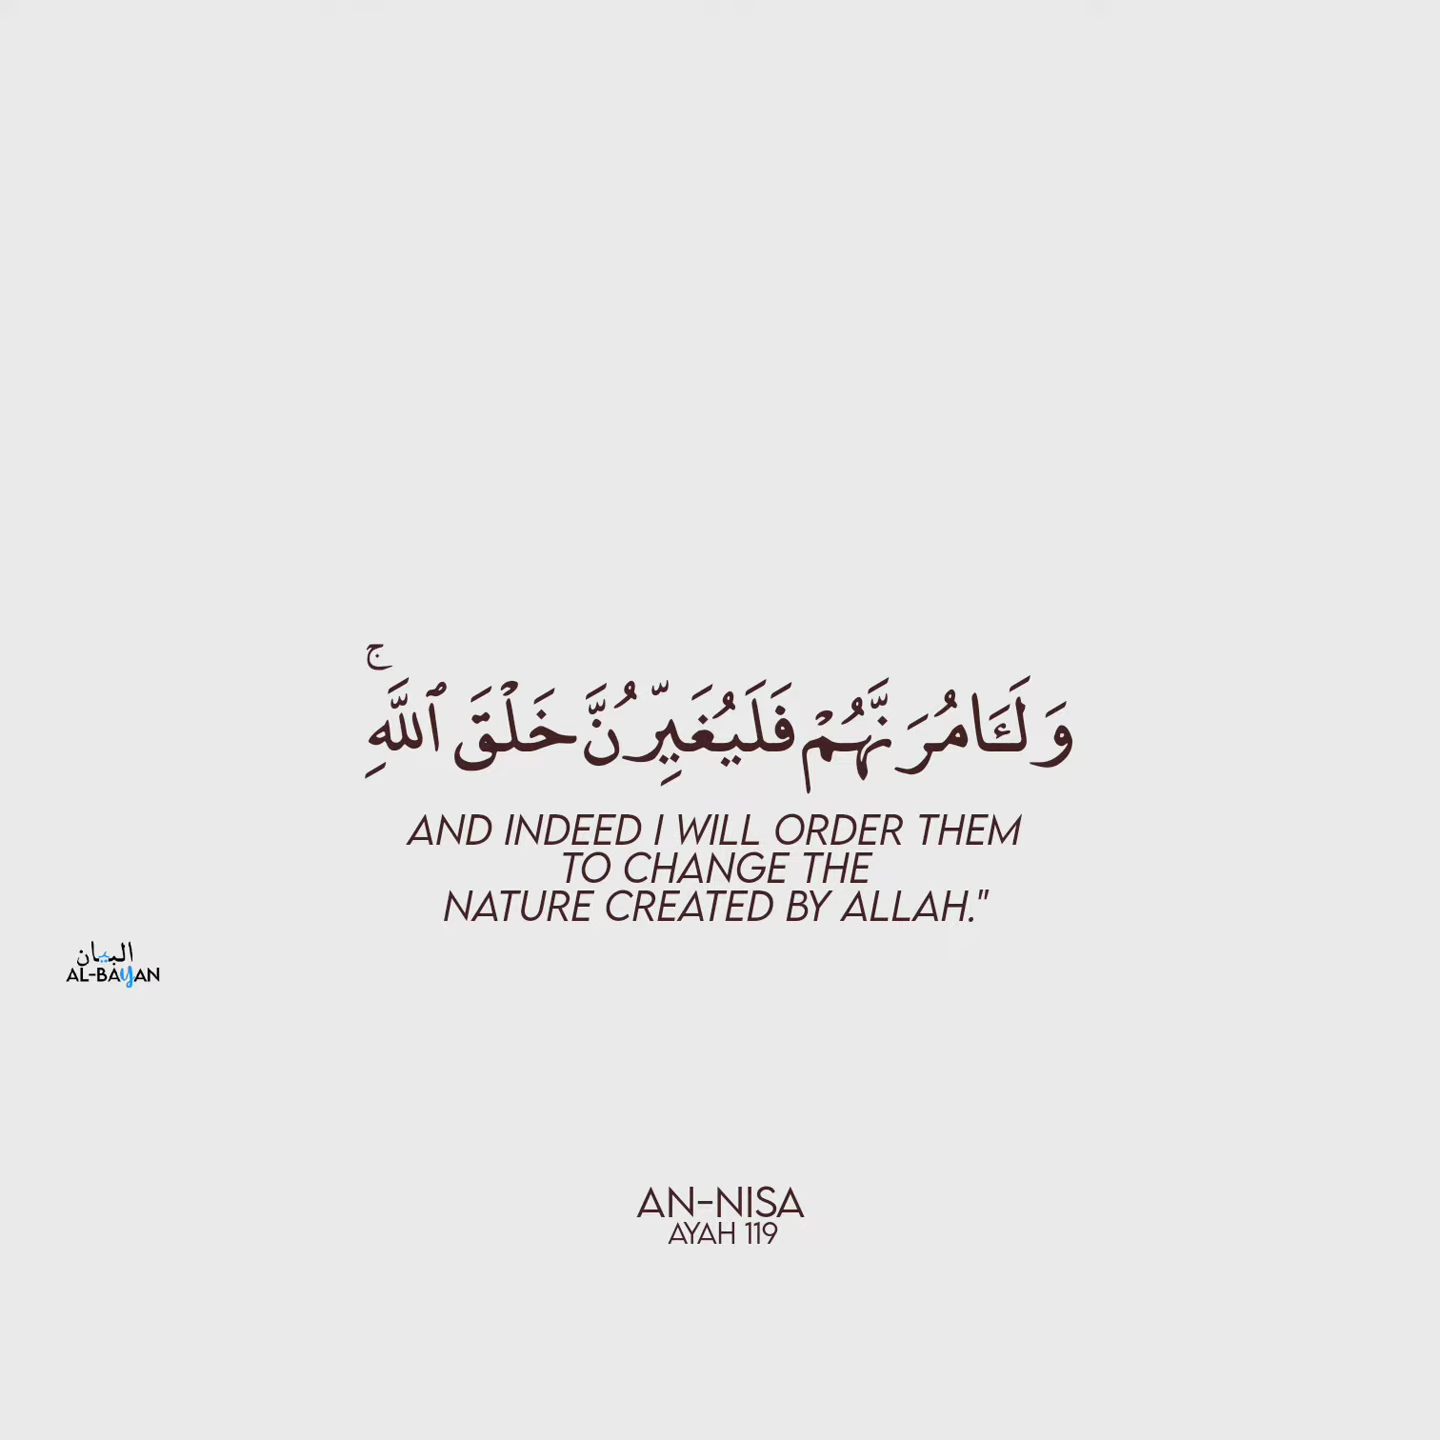 وَلَـَٔامُرَنَّهُمْ فَلَيُغَيِّرُنَّ خَلْقَ ٱللَّهِ ۚ
AND INDEED I WILL ORDER THEM
TO CHANGE THE
NATURE CREATED BY ALLAH."
البيان
AL-BAYAN
AN-NISA
AYAH 119